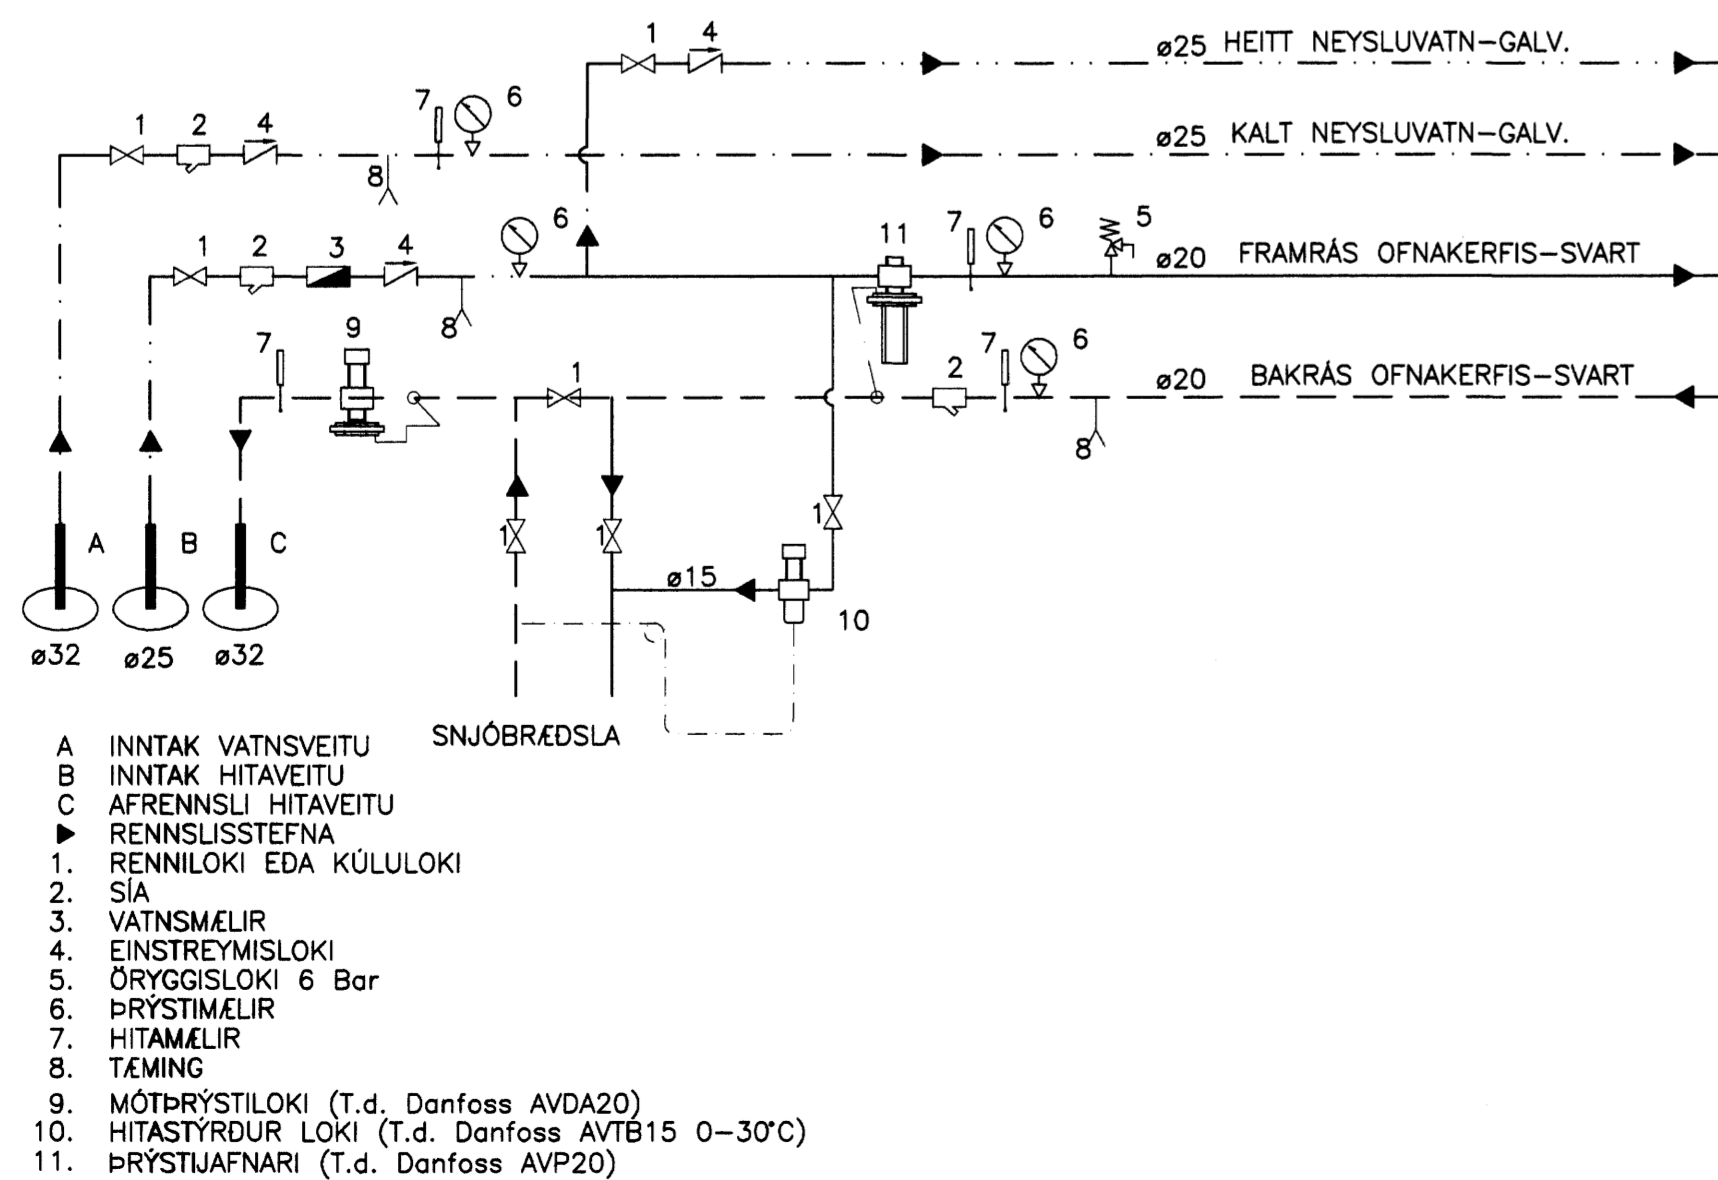 1 4
ø25 HEITT NEYSLUVATN-GALV.
1 2 4 7 6
ø25 KALT NEYSLUVATN-GALV.
8
1 2 3 4 6 11 7 6 5
ø20 FRAMRÁS OFNAKERFIS-SVART
8
7 9 1 2 7 6
ø20 BAKRÁS OFNAKERFIS-SVART
8
1 1 1
A B C
ø15
10
ø32 ø25 ø32
SNJÓBRÆÐSLA
A INNTAK VATNSVEITU
B INNTAK HITAVEITU
C AFRENNSLI HITAVEITU
▶ RENNSLISSTEFNA
1. RENNILOKI EÐA KÚLULOKI
2. SÍA
3. VATNSMÆLIR
4. EINSTREYMISLOKI
5. ÖRYGGISLOKI 6 Bar
6. ÞRÝSTIMÆLIR
7. HITAMÆLIR
8. TÆMING
9. MÓTÞRÝSTILOKI (T.d. Danfoss AVDA20)
10. HITASTÝRÐUR LOKI (T.d. Danfoss AVTB15 0-30°C)
11. ÞRÝSTIJAFNARI (T.d. Danfoss AVP20)